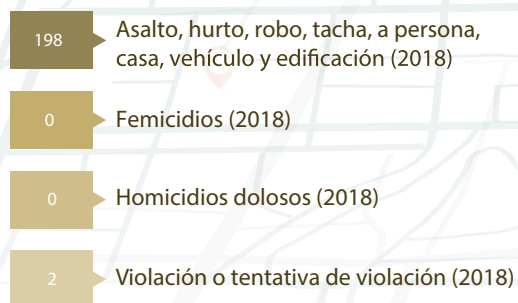 198
Asalto, hurto, robo, tacha, a persona,
casa, vehículo y edificación (2018)
0
Femicidios (2018)
0
Homicidios dolosos (2018)
2
Violación o tentativa de violación (2018)